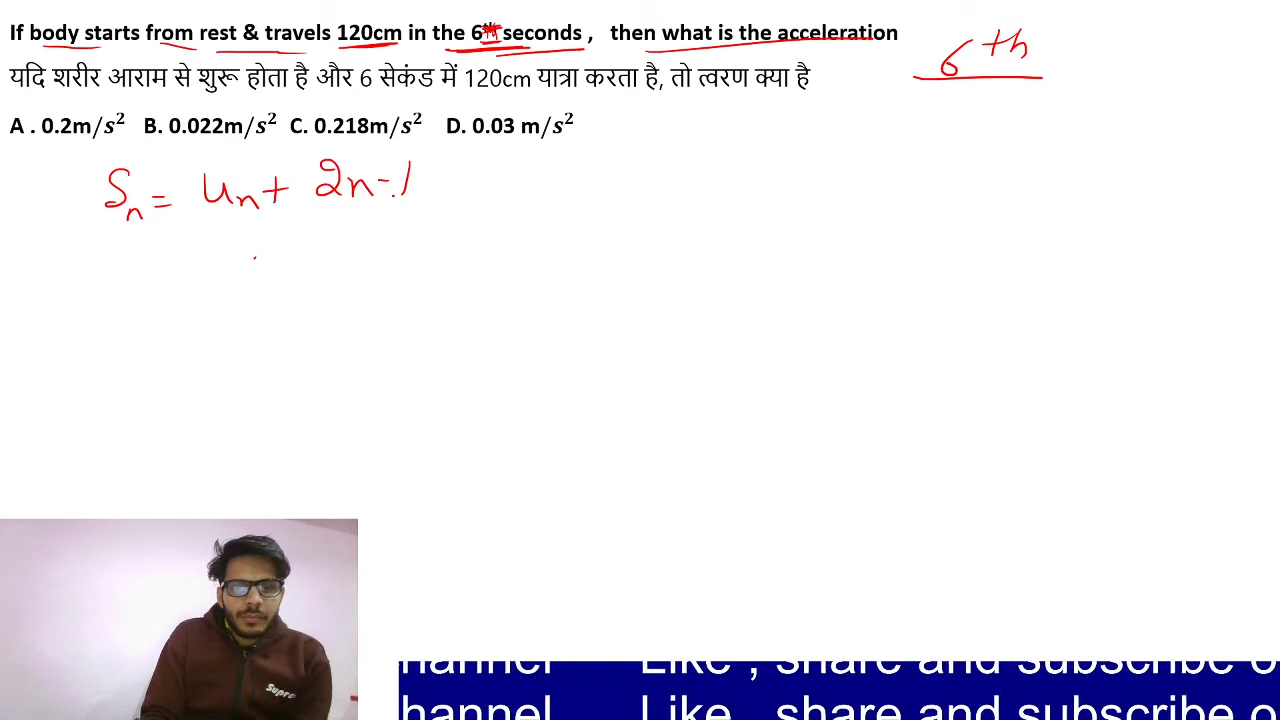 If body starts from rest & travels 120cm in the 6th seconds , then what is the acceleration
6th
यदि शरीर आराम से शुरू होता है और 6 सेकंड में 120cm यात्रा करता है, तो त्वरण क्या है
A . 0.2m/s² B. 0.022m/s² C. 0.218m/s² D. 0.03 m/s²
Sn = un + 2n-1
Supre
hannel Like , share and subscribe o
hannel Like , share and subscribe o